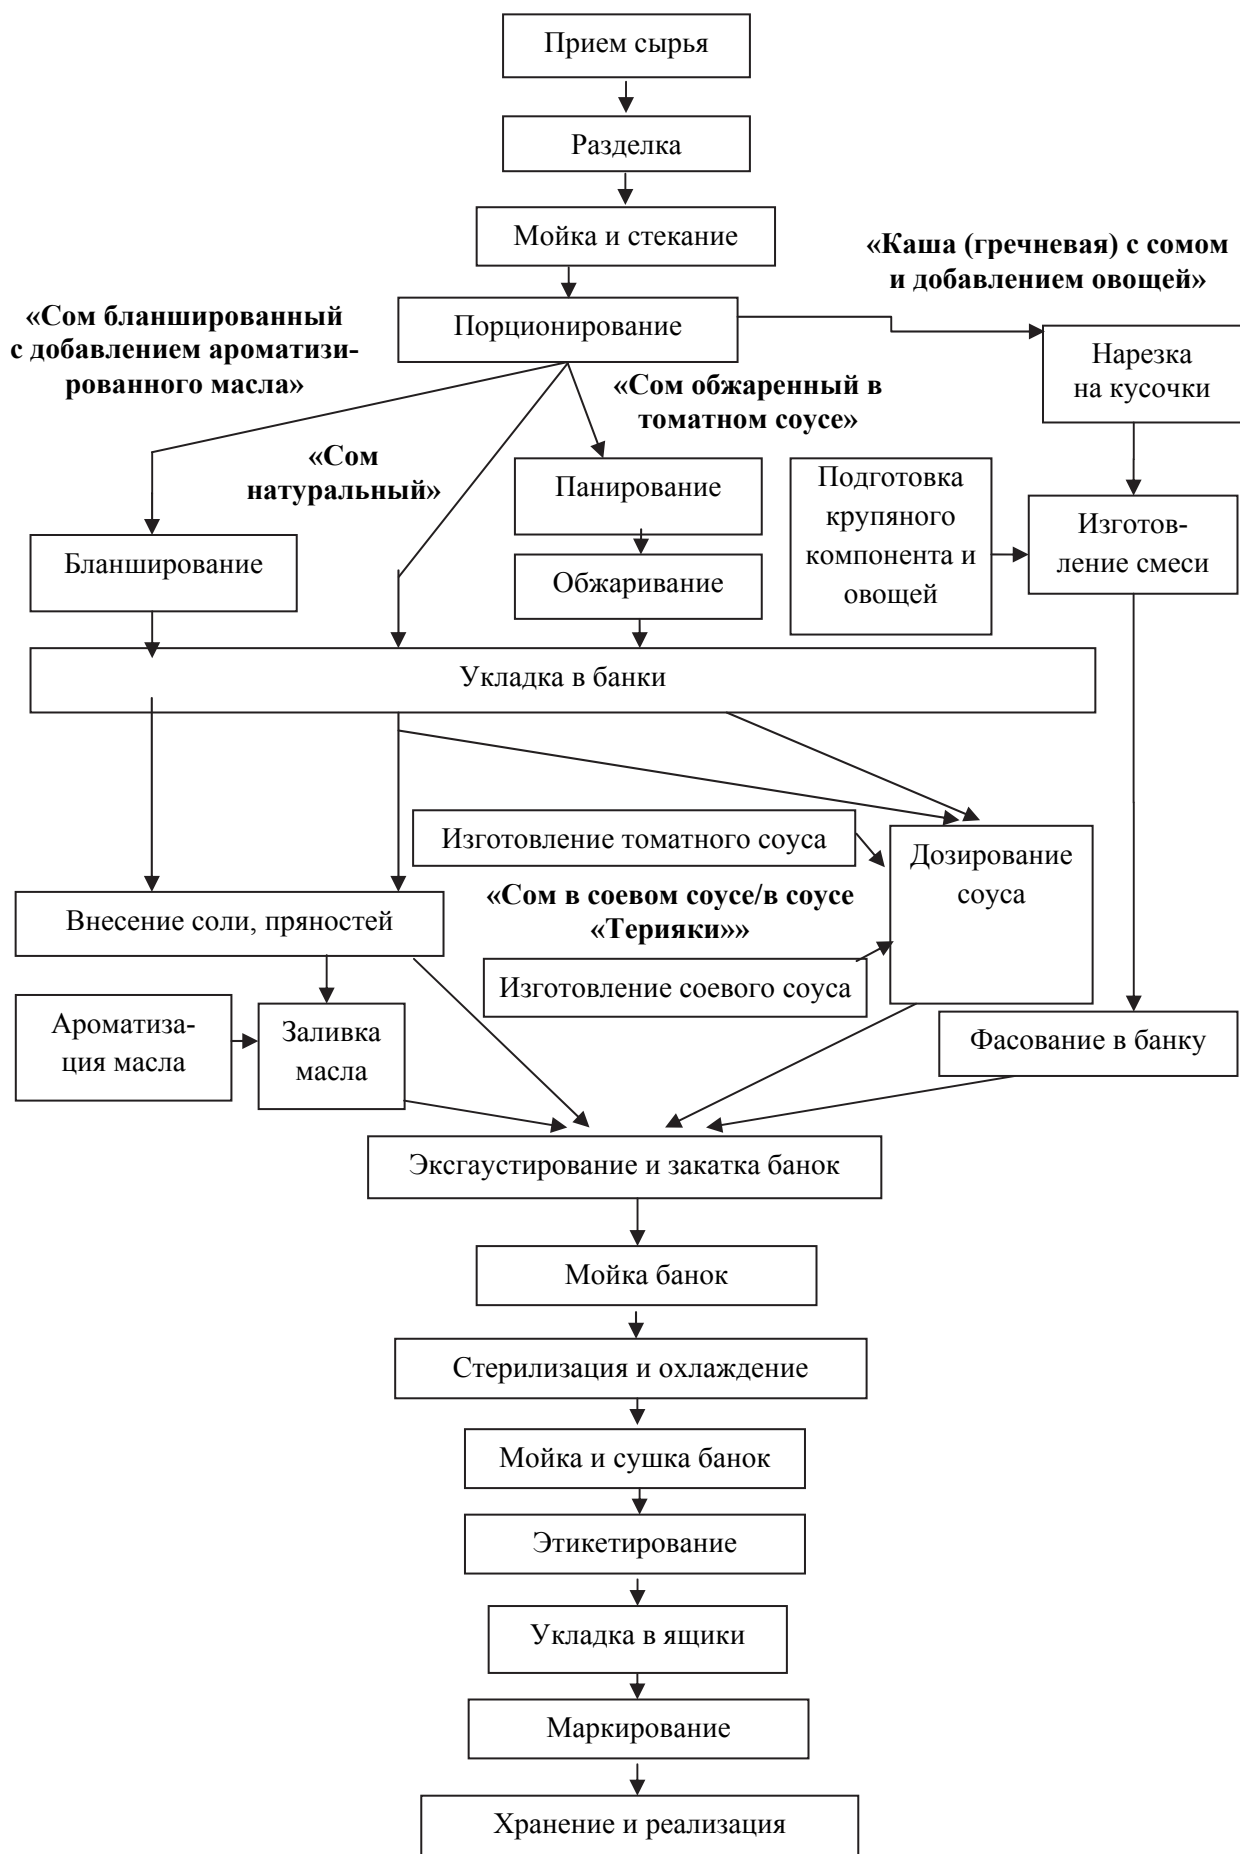 Прием сырья
Разделка
Мойка и стекание
«Каша (гречневая) с сомом
и добавлением овощей»
«Сом бланшированный
с добавлением ароматизи-
рованного масла»
Порционирование
Нарезка
на кусочки
«Сом обжаренный в
томатном соусе»
«Сом
натуральный»
Панирование
Подготовка
крупяного
компонента и
овощей
Изготов-
ление смеси
Бланширование
Обжаривание
Укладка в банки
Изготовление томатного соуса
Дозирование
соуса
«Сом в соевом соусе/в соусе
«Терияки»»
Внесение соли, пряностей
Изготовление соевого соуса
Ароматиза-
ция масла
Заливка
масла
Фасование в банку
Эксгаустирование и закатка банок
Мойка банок
Стерилизация и охлаждение
Мойка и сушка банок
Этикетирование
Укладка в ящики
Маркирование
Хранение и реализация